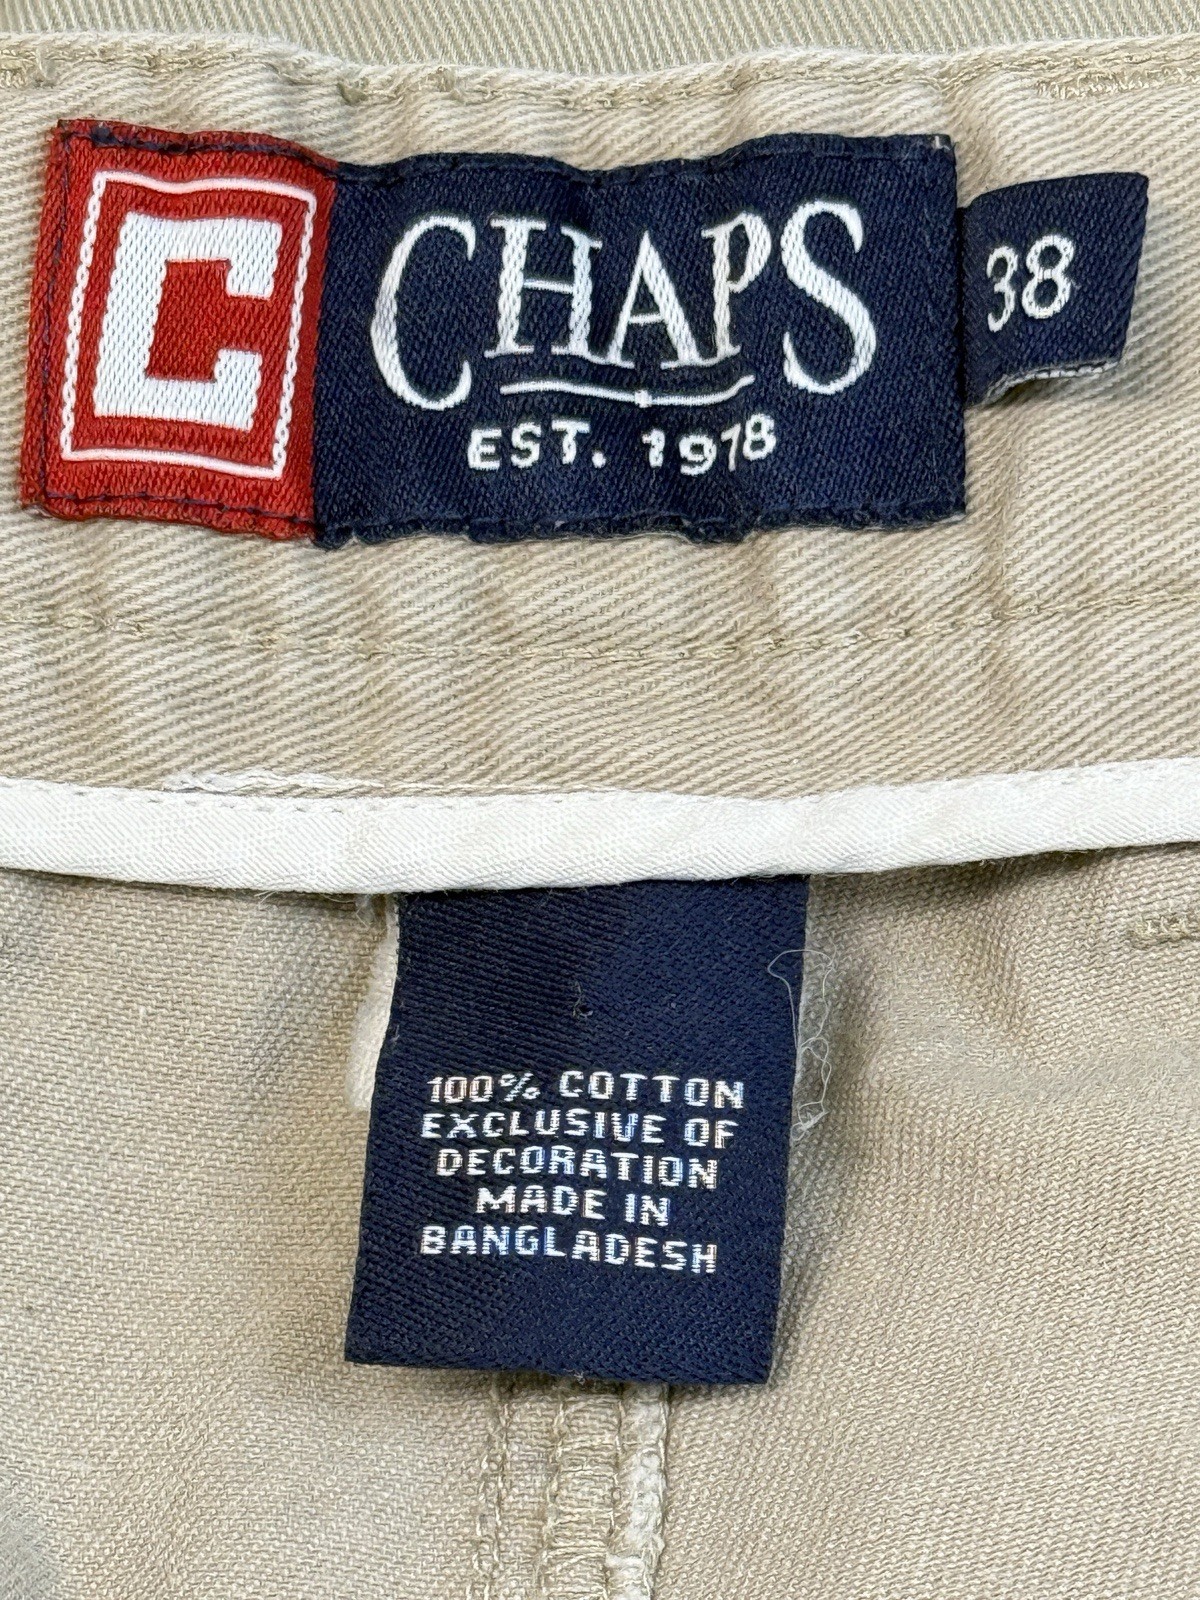 C
CHAPS
EST. 1978
38
100% COTTON
EXCLUSIVE OF
DECORATION
MADE IN
BANGLADESH